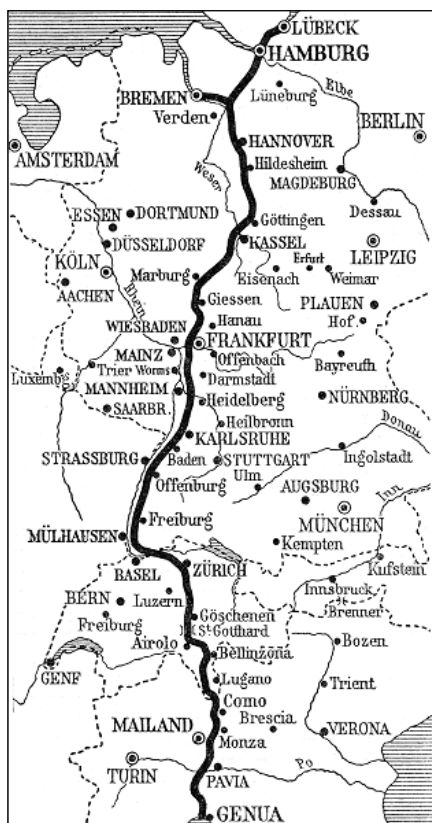 LÜBECK
HAMBURG
Elbe
BREMEN
Lüneburg
Verden
BERLIN
HANNOVER
AMSTERDAM
Hildesheim
Weser
MAGDEBURG
Dessau
ESSEN
DORTMUND
Göttingen
DÜSSELDORF
KASSEL
LEIPZIG
KÖLN
Erfurt
Marburg
Eisenach
Weimar
AACHEN
Rhein
Giessen
PLAUEN
Hanau
Hof.
WIESBADEN
FRANKFURT
MAINZ
Offenbach
Bayreuth
Luxembg.
Trier
Worms
Darmstadt
MANNHEIM
Heidelberg
NÜRNBERG
SAARBR.
Heilbronn
Donau
KARLSRUHE
STRASSBURG
Baden
STUTTGART
Ingolstadt
Offenburg
Ulm
AUGSBURG
Inn
MÜNCHEN
Freiburg
MÜLHAUSEN
Kempten
Kufstein
BASEL
ZÜRICH
Innsbruck
BERN
Luzern
Brenner
Freiburg
Göschenen
St Gotthard
Bozen
Airolo
Bellinzona
GENF
Lugano
Trient
Como
MAILAND
Brescia
Monza
VERONA
TURIN
Po
PAVIA
GENUA